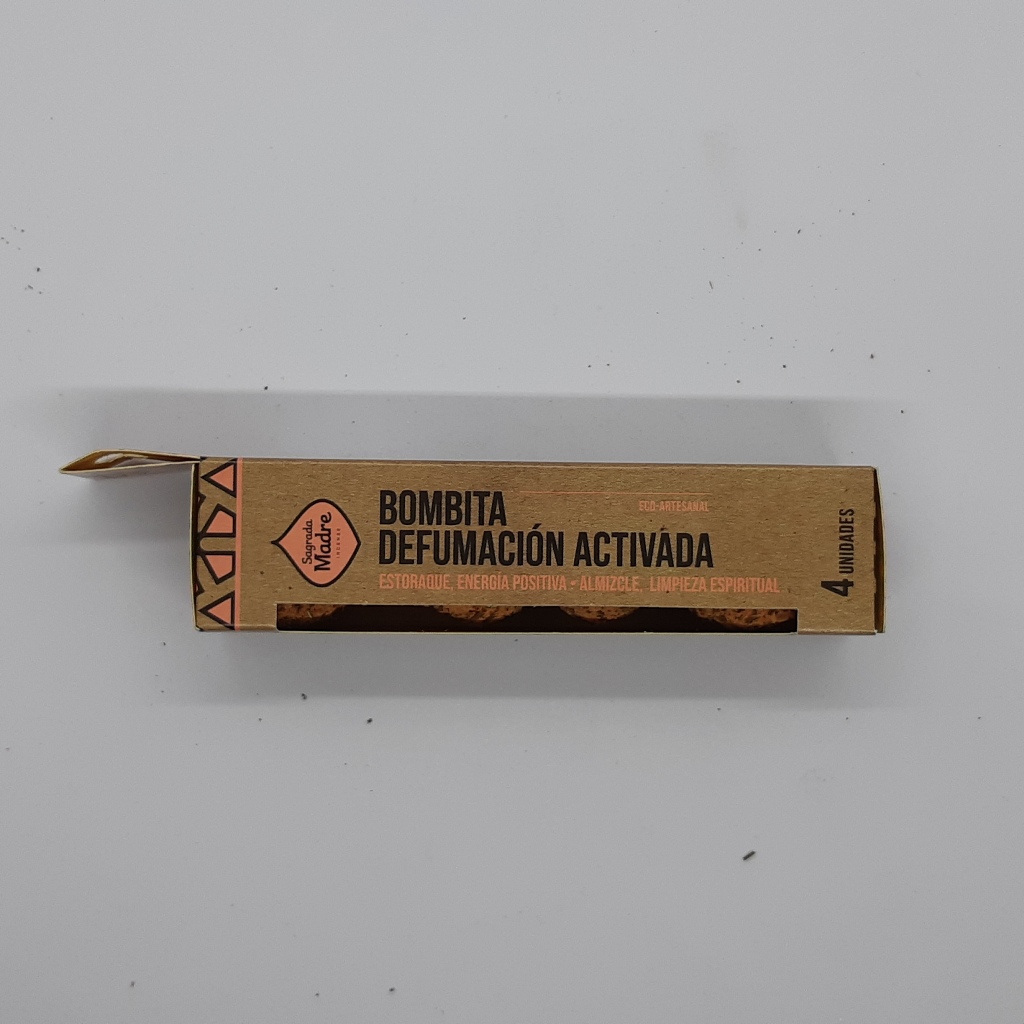 Sagrada
Madre
INCENSE
BOMBITA
ECO-ARTESANAL
DEFUMACIÓN ACTIVADA
ESTORAQUE, ENERGÍA POSITIVA - ALMIZCLE, LIMPIEZA ESPIRITUAL
4 UNIDADES